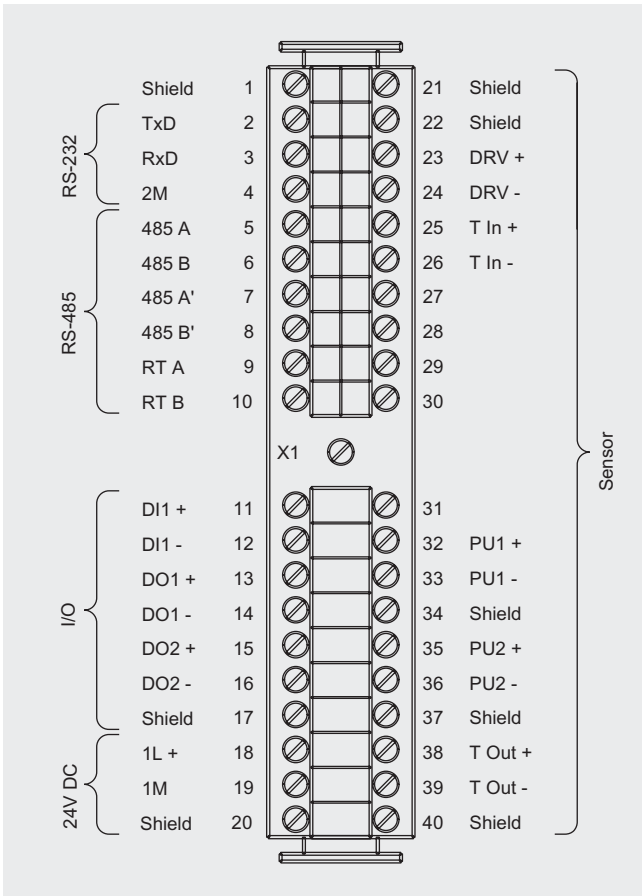 Shield 1 21 Shield
TxD 2 22 Shield
RxD 3 23 DRV +
2M 4 24 DRV -
RS-232
485 A 5 25 T In +
485 B 6 26 T In -
485 A' 7 27
485 B' 8 28
RT A 9 29
RT B 10 30
RS-485
X1
Sensor
DI1 + 11 31
DI1 - 12 32 PU1 +
DO1 + 13 33 PU1 -
DO1 - 14 34 Shield
DO2 + 15 35 PU2 +
DO2 - 16 36 PU2 -
Shield 17 37 Shield
I/O
1L + 18 38 T Out +
1M 19 39 T Out -
Shield 20 40 Shield
24V DC